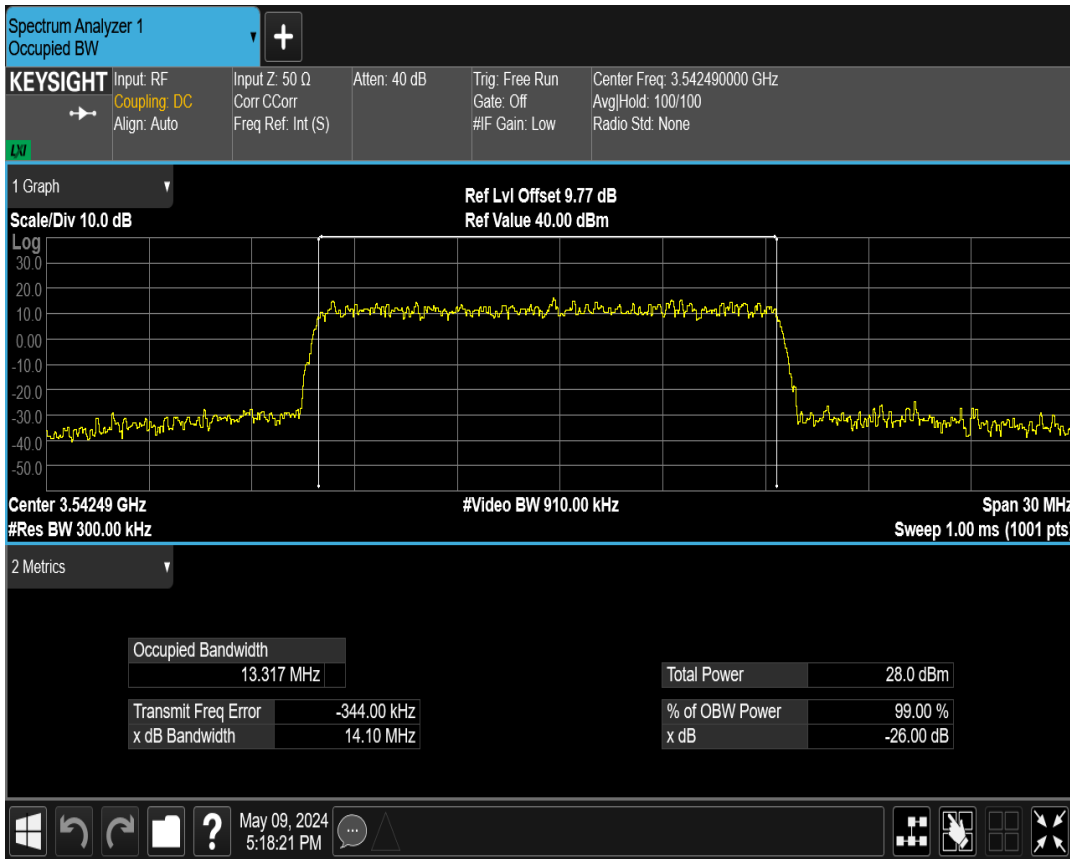 Spectrum Analyzer 1
Occupied BW
KEYSIGHT
LXI
Input: RF
Coupling: DC
Align: Auto
Input Z: 50 Ω
Corr CCorr
Freq Ref: Int (S)
Atten: 40 dB
Trig: Free Run
Gate: Off
#IF Gain: Low
Center Freq: 3.542490000 GHz
Avg|Hold: 100/100
Radio Std: None
1 Graph
Scale/Div 10.0 dB
Ref Lvl Offset 9.77 dB
Ref Value 40.00 dBm
Log
30.0
20.0
10.0
0.00
-10.0
-20.0
-30.0
-40.0
-50.0
Center 3.54249 GHz
#Res BW 300.00 kHz
#Video BW 910.00 kHz
Span 30 MHz
Sweep 1.00 ms (1001 pts)
2 Metrics
Occupied Bandwidth
13.317 MHz
Transmit Freq Error -344.00 kHz
x dB Bandwidth 14.10 MHz
Total Power 28.0 dBm
% of OBW Power 99.00 %
x dB -26.00 dB
?
May 09, 2024
5:18:21 PM